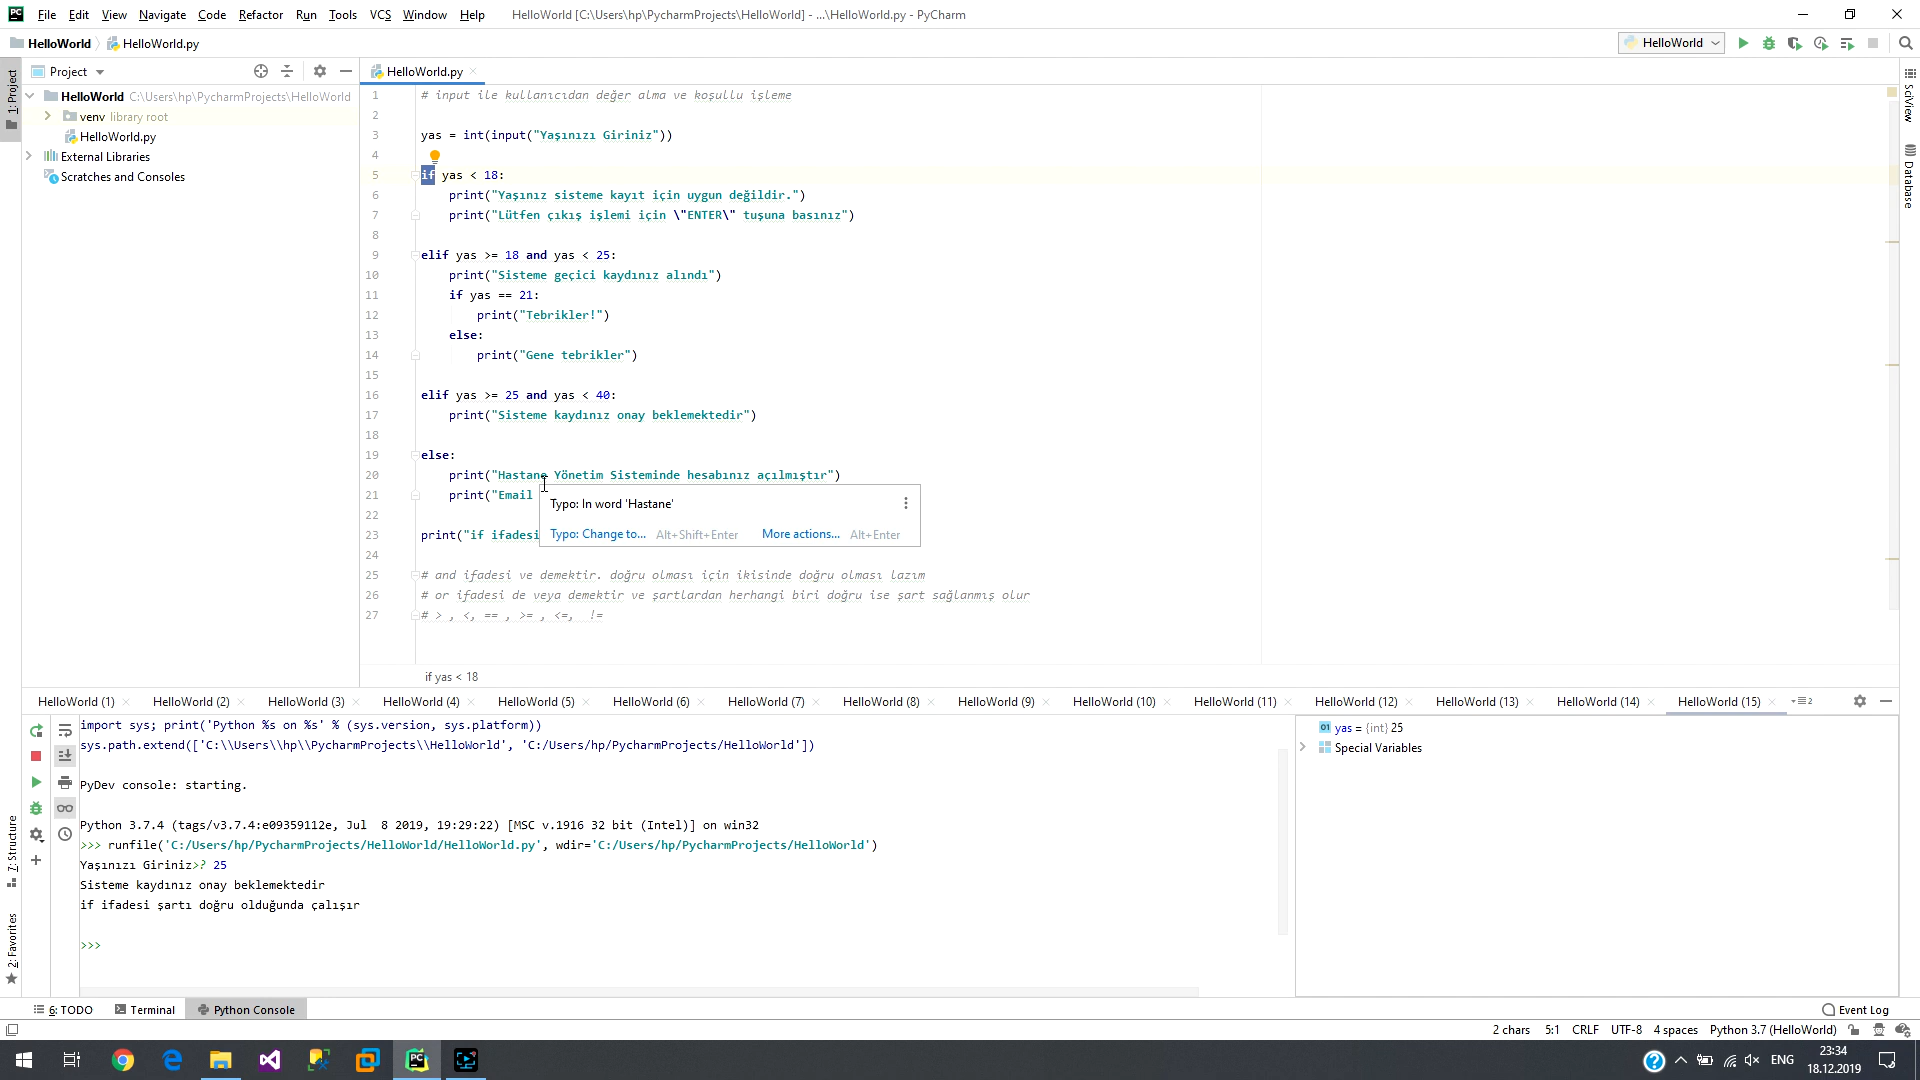 File Edit View Navigate Code Refactor Run Tools VCS Window Help HelloWorld [C:\Users\hp\PycharmProjects\HelloWorld] - ...\HelloWorld.py - PyCharm
HelloWorld HelloWorld.py HelloWorld
Project HelloWorld.py
1: Project
HelloWorld C:\Users\hp\PycharmProjects\HelloWorld
venv library root
HelloWorld.py
External Libraries
Scratches and Consoles
1 # input ile kullanıcıdan değer alma ve koşullu işleme
2
3 yas = int(input("Yaşınızı Giriniz"))
4
5 if yas < 18:
6 print("Yaşınız sisteme kayıt için uygun değildir.")
7 print("Lütfen çıkış işlemi için \"ENTER\" tuşuna basınız")
8
9 elif yas >= 18 and yas < 25:
10 print("Sisteme geçici kaydınız alındı")
11 if yas == 21:
12 print("Tebrikler!")
13 else:
14 print("Gene tebrikler")
15
16 elif yas >= 25 and yas < 40:
17 print("Sisteme kaydınız onay beklemektedir")
18
19 else:
20 print("Hastane Yönetim Sisteminde hesabınız açılmıştır")
21 print("Email
22
23 print("if ifadesi
24
25 # and ifadesi ve demektir. doğru olması için ikisinde doğru olması lazım
26 # or ifadesi de veya demektir ve şartlardan herhangi biri doğru ise şart sağlanmış olur
27 # > , <, == , >= , <=, !=
Typo: In word 'Hastane'
Typo: Change to... Alt+Shift+Enter More actions... Alt+Enter
SciView
Database
if yas < 18
HelloWorld (1) HelloWorld (2) HelloWorld (3) HelloWorld (4) HelloWorld (5) HelloWorld (6) HelloWorld (7) HelloWorld (8) HelloWorld (9) HelloWorld (10) HelloWorld (11) HelloWorld (12) HelloWorld (13) HelloWorld (14) HelloWorld (15) 2
import sys; print('Python %s on %s' % (sys.version, sys.platform))
sys.path.extend(['C:\\Users\\hp\\PycharmProjects\\HelloWorld', 'C:/Users/hp/PycharmProjects/HelloWorld'])
PyDev console: starting.
Python 3.7.4 (tags/v3.7.4:e09359112e, Jul 8 2019, 19:29:22) [MSC v.1916 32 bit (Intel)] on win32
>>> runfile('C:/Users/hp/PycharmProjects/HelloWorld/HelloWorld.py', wdir='C:/Users/hp/PycharmProjects/HelloWorld')
Yaşınızı Giriniz>? 25
Sisteme kaydınız onay beklemektedir
if ifadesi şartı doğru olduğunda çalışır
>>>
01 yas = {int} 25
Special Variables
7: Structure
2: Favorites
6: TODO Terminal Python Console Event Log
2 chars 5:1 CRLF UTF-8 4 spaces Python 3.7 (HelloWorld)
ENG 23:34
18.12.2019